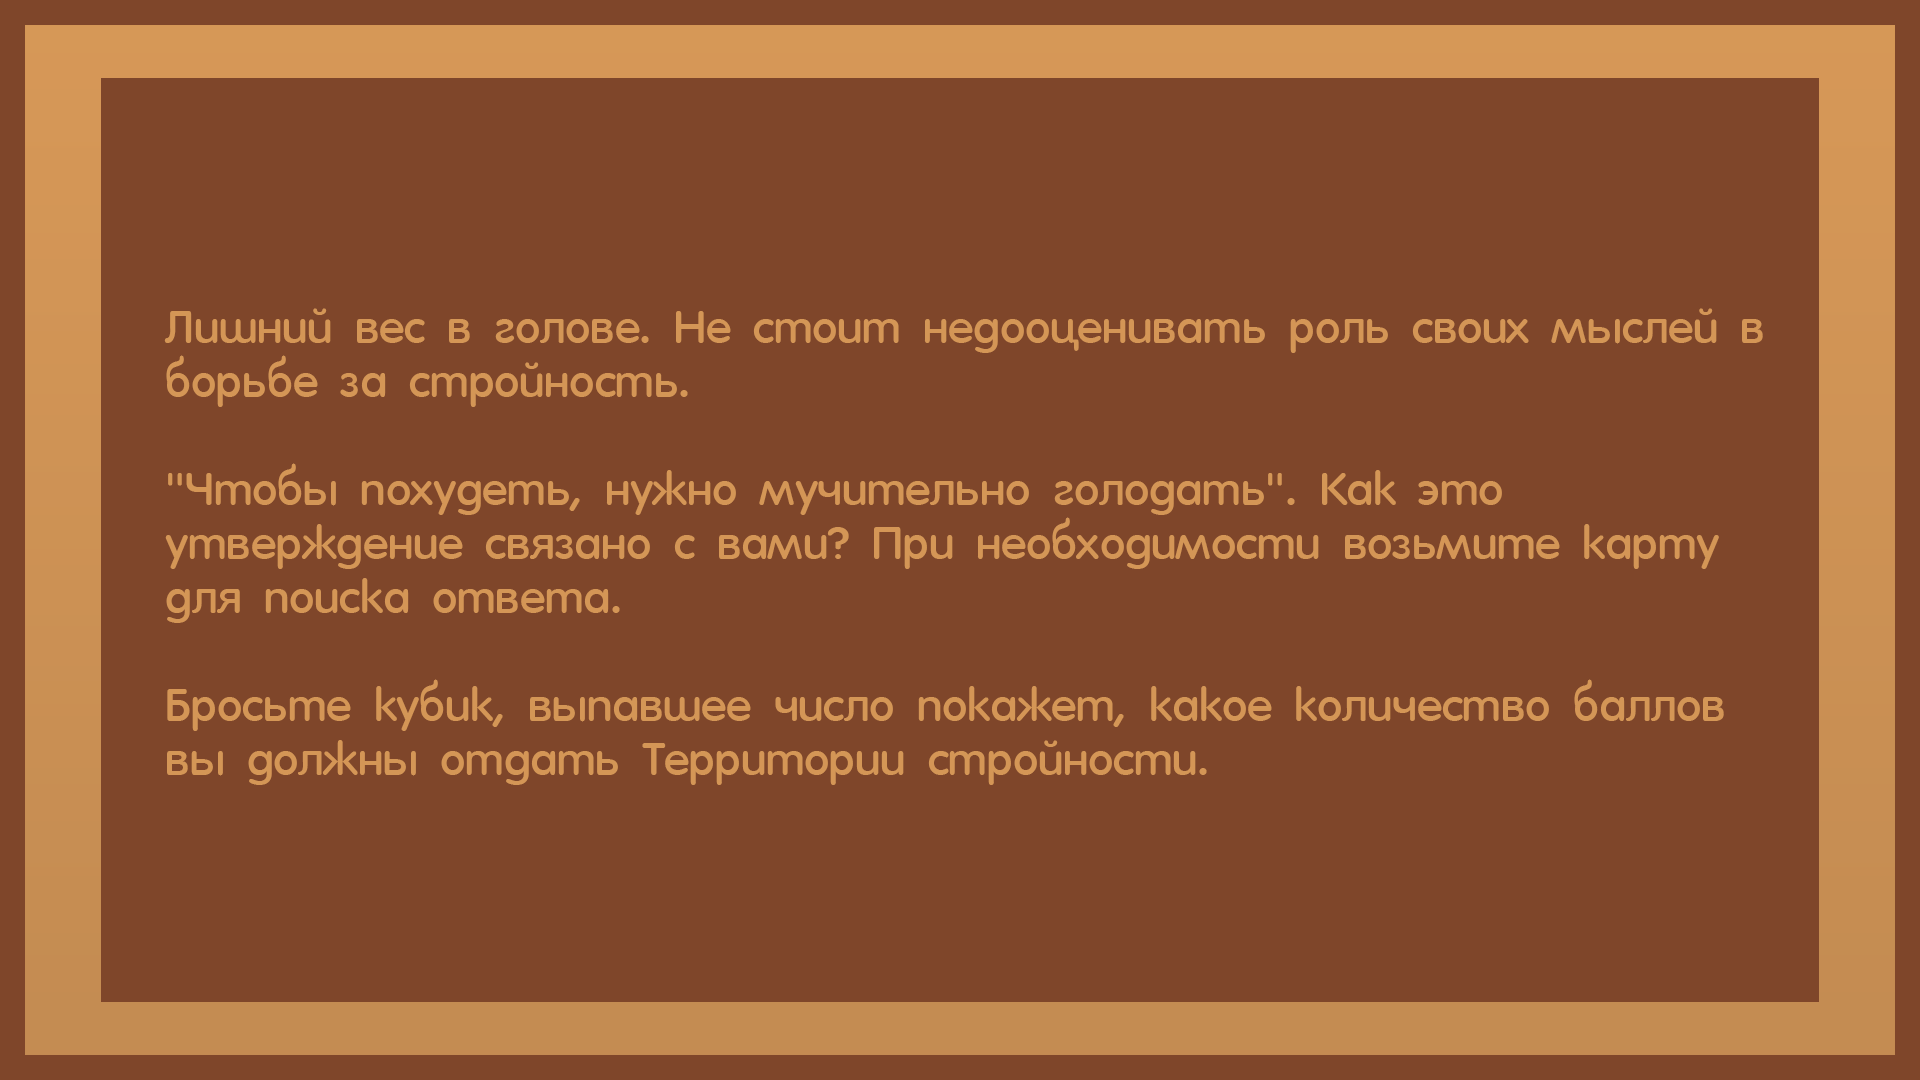 Лишний вес в голове. Не стоит недооценивать роль своих мыслей в
борьбе за стройность.
"Чтобы похудеть, нужно мучительно голодать". Как это
утверждение связано с вами? При необходимости возьмите карту
для поиска ответа.
Бросьте кубик, выпавшее число покажет, какое количество баллов
вы должны отдать Территории стройности.